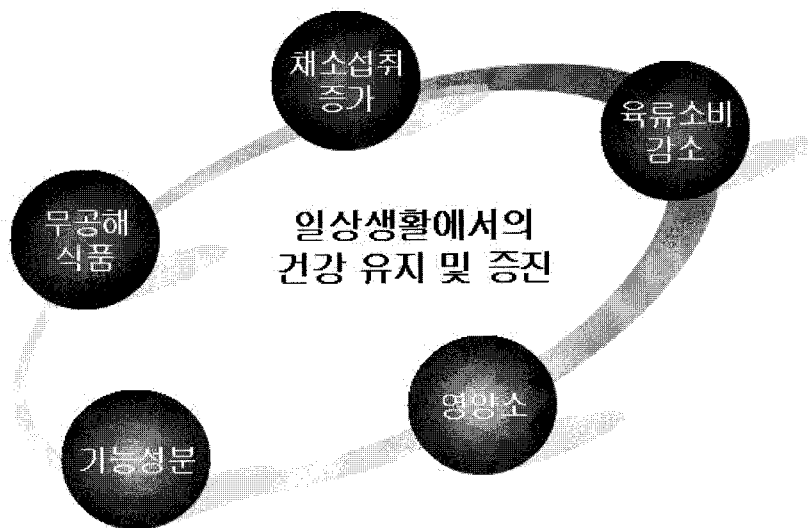 채소섭취
증가
육류소비
감소
무공해
식품
일상생활에서의
건강 유지 및 증진
영양소
기능성분